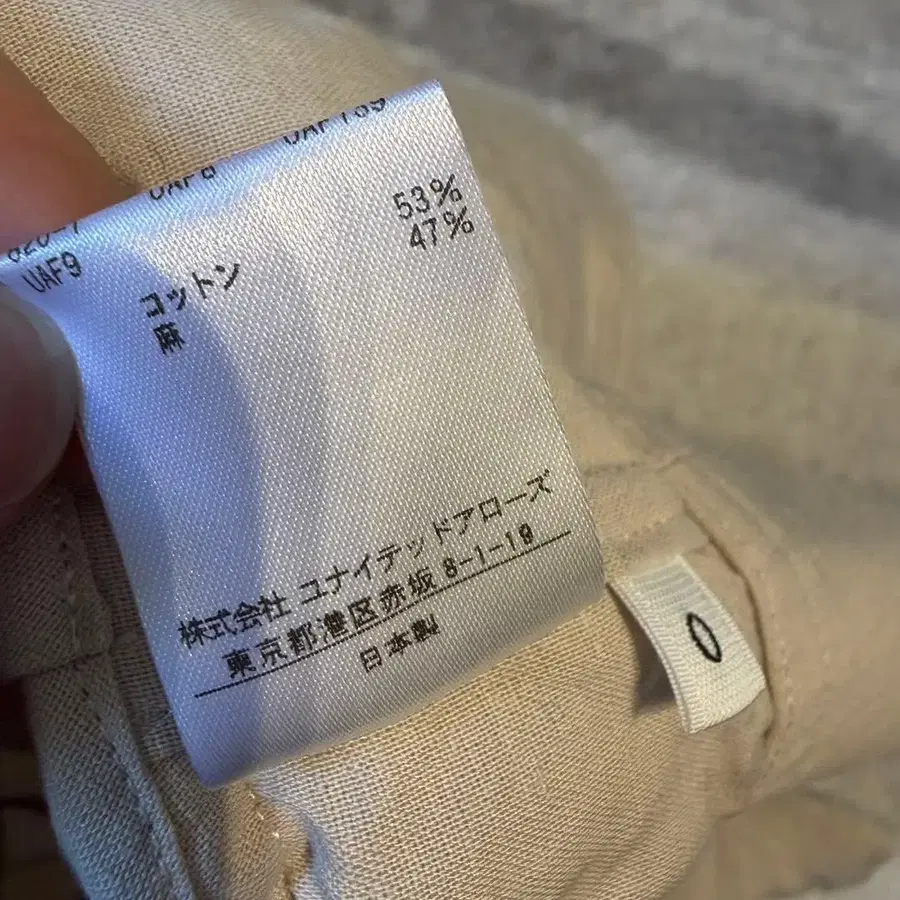 UAF9
コットン 53%
麻 47%
株式会社 ユナイテッドアローズ
東京都港区赤坂 8-1-19
日本製
0